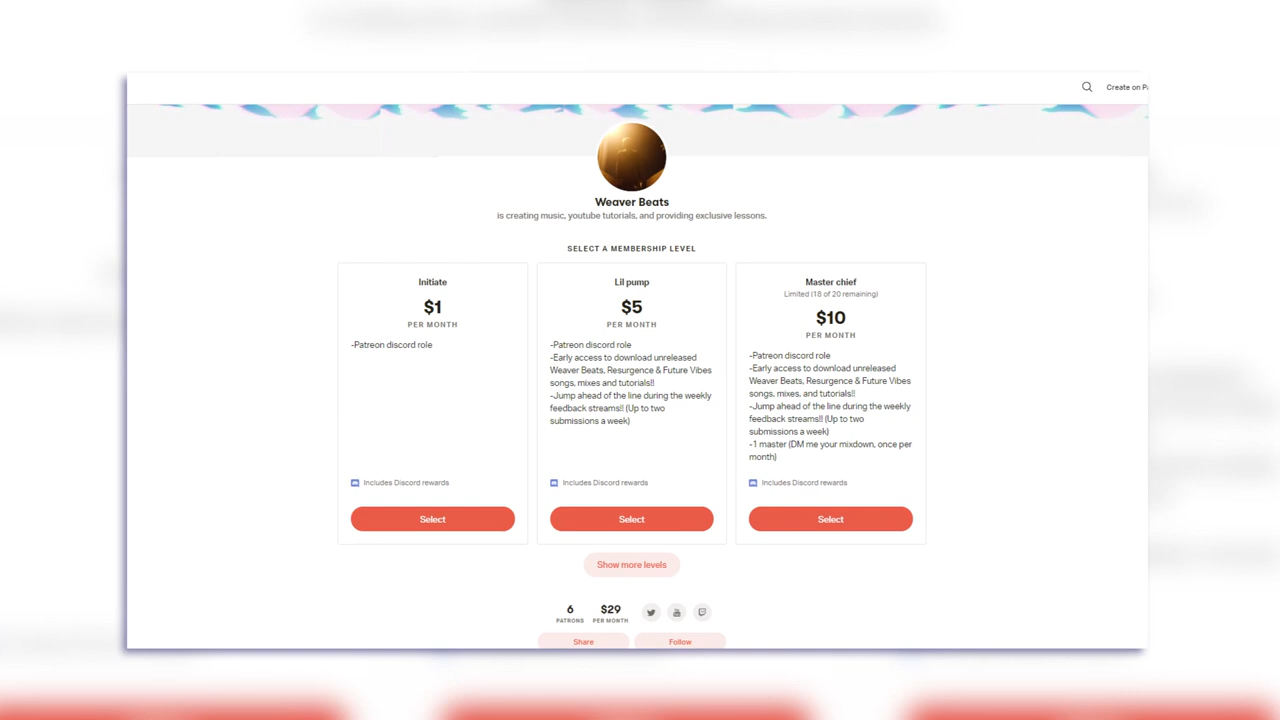 Create on Pa
Weaver Beats
is creating music, youtube tutorials, and providing exclusive lessons.
SELECT A MEMBERSHIP LEVEL
Initiate
$1
PER MONTH
-Patreon discord role
Includes Discord rewards
Select
Lil pump
$5
PER MONTH
-Patreon discord role
-Early access to download unreleased
Weaver Beats, Resurgence & Future Vibes
songs, mixes and tutorials!!
-Jump ahead of the line during the weekly
feedback streams!! (Up to two
submissions a week)
Includes Discord rewards
Select
Master chief
Limited (18 of 20 remaining)
$10
PER MONTH
-Patreon discord role
-Early access to download unreleased
Weaver Beats, Resurgence & Future Vibes
songs, mixes, and tutorials!!
-Jump ahead of the line during the weekly
feedback streams!! (Up to two
submissions a week)
-1 master (DM me your mixdown, once per
month)
Includes Discord rewards
Select
Show more levels
6
PATRONS
$29
PER MONTH
Share
Follow